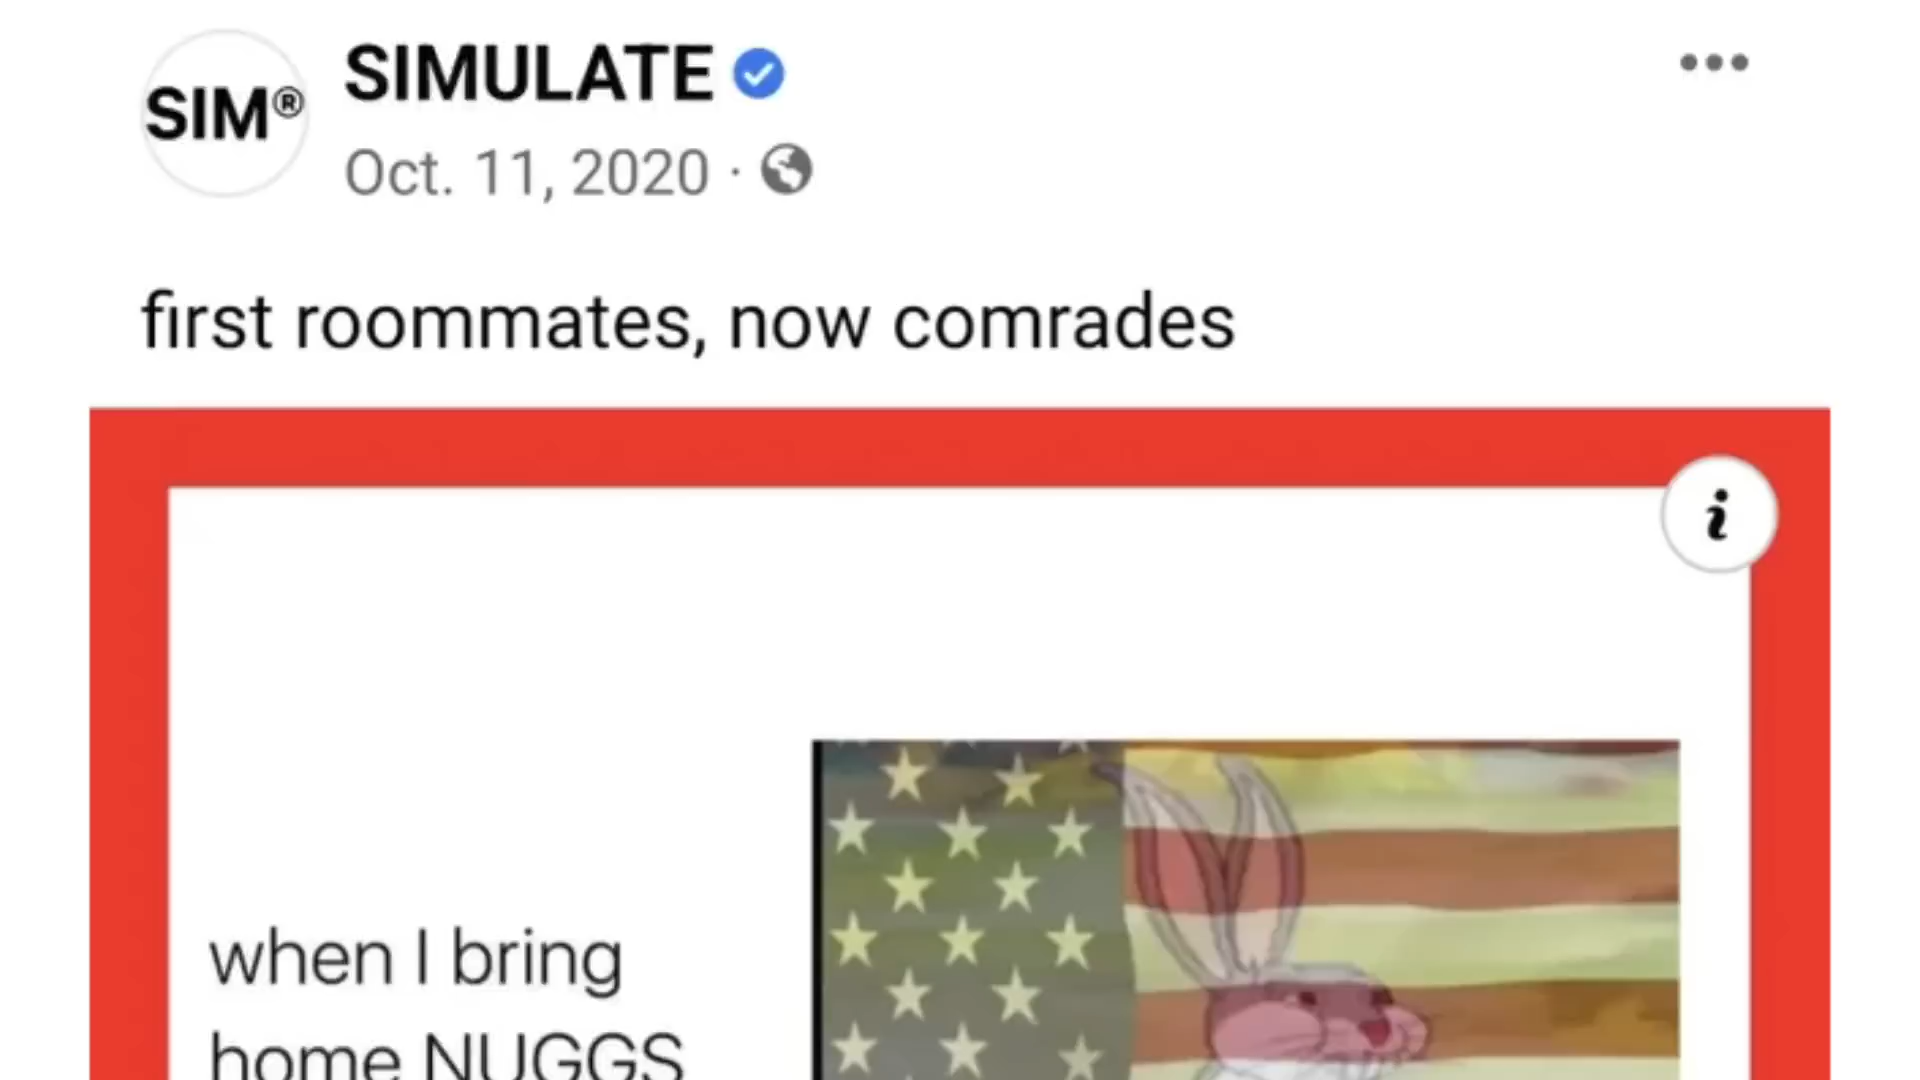 SIM®
SIMULATE
Oct. 11, 2020 ·
first roommates, now comrades
i
when I bring
home NUGGS